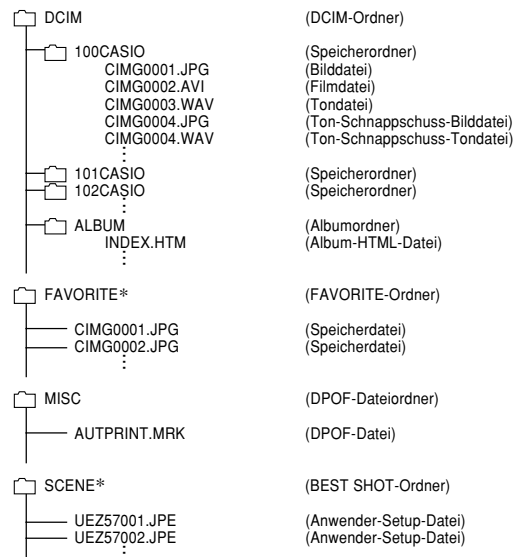 DCIM (DCIM-Ordner)
100CASIO (Speicherordner)
CIMG0001.JPG (Bilddatei)
CIMG0002.AVI (Filmdatei)
CIMG0003.WAV (Tondatei)
CIMG0004.JPG (Ton-Schnappschuss-Bilddatei)
CIMG0004.WAV (Ton-Schnappschuss-Tondatei)
101CASIO (Speicherordner)
102CASIO (Speicherordner)
ALBUM (Albumordner)
INDEX.HTM (Album-HTML-Datei)
FAVORITE* (FAVORITE-Ordner)
CIMG0001.JPG (Speicherdatei)
CIMG0002.JPG (Speicherdatei)
MISC (DPOF-Dateiordner)
AUTPRINT.MRK (DPOF-Datei)
SCENE* (BEST SHOT-Ordner)
UEZ57001.JPE (Anwender-Setup-Datei)
UEZ57002.JPE (Anwender-Setup-Datei)